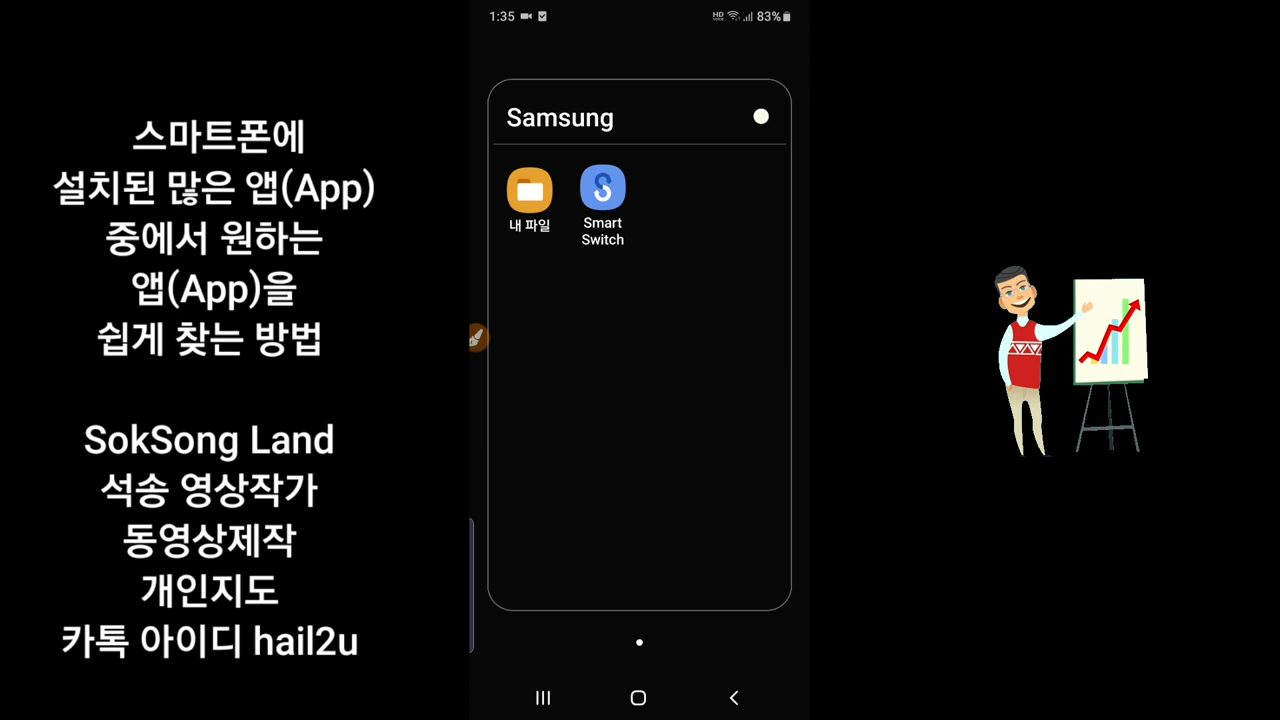 스마트폰에
설치된 많은 앱(App)
중에서 원하는
앱(App)을
쉽게 찾는 방법
SokSong Land
석송 영상작가
동영상제작
개인지도
카톡 아이디 hail2u
1:35
HD
VOICE
83%
Samsung
내 파일
Smart
Switch